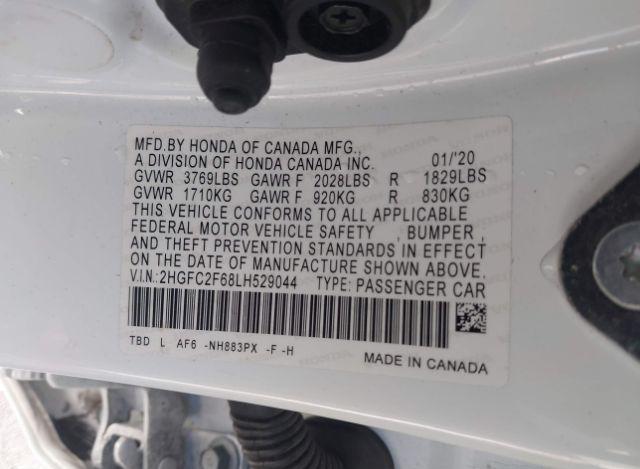 MFD.BY HONDA OF CANADA MFG.,
A DIVISION OF HONDA CANADA INC. 01/'20
GVWR 3769LBS GAWR F 2028LBS R 1829LBS
GVWR 1710KG GAWR F 920KG R 830KG
THIS VEHICLE CONFORMS TO ALL APPLICABLE
FEDERAL MOTOR VEHICLE SAFETY , BUMPER ,
AND THEFT PREVENTION STANDARDS IN EFFECT
ON THE DATE OF MANUFACTURE SHOWN ABOVE.
V.I.N.:2HGFC2F68LH529044 TYPE: PASSENGER CAR
TBD L AF6 -NH883PX -F -H
MADE IN CANADA